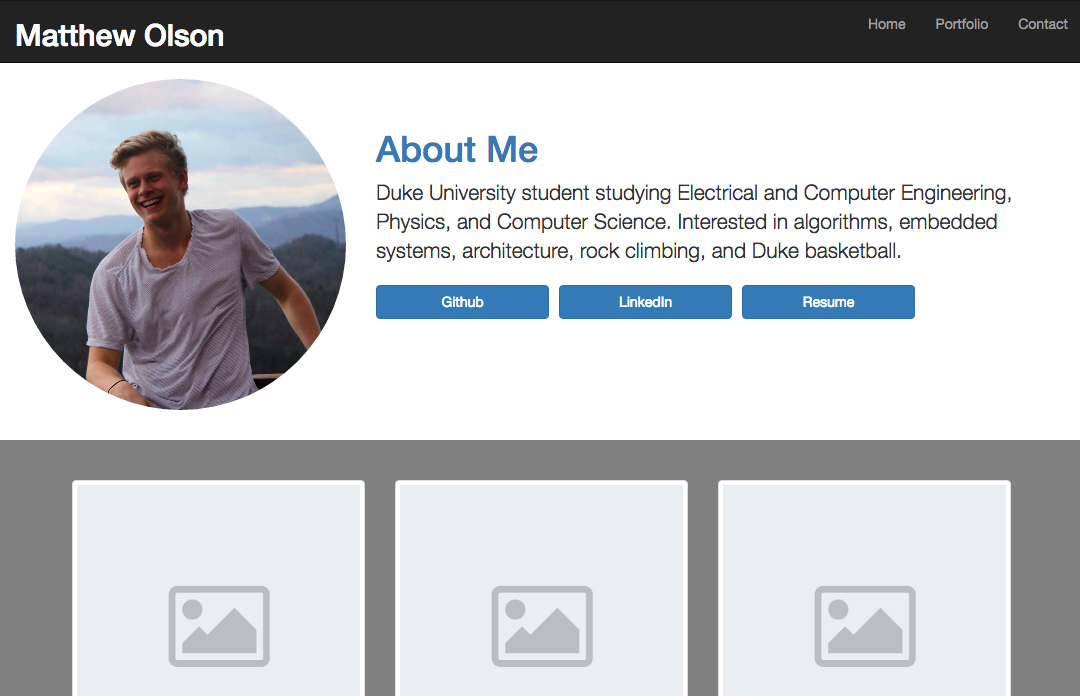 Matthew Olson
Home Portfolio Contact
About Me
Duke University student studying Electrical and Computer Engineering,
Physics, and Computer Science. Interested in algorithms, embedded
systems, architecture, rock climbing, and Duke basketball.
Github LinkedIn Resume